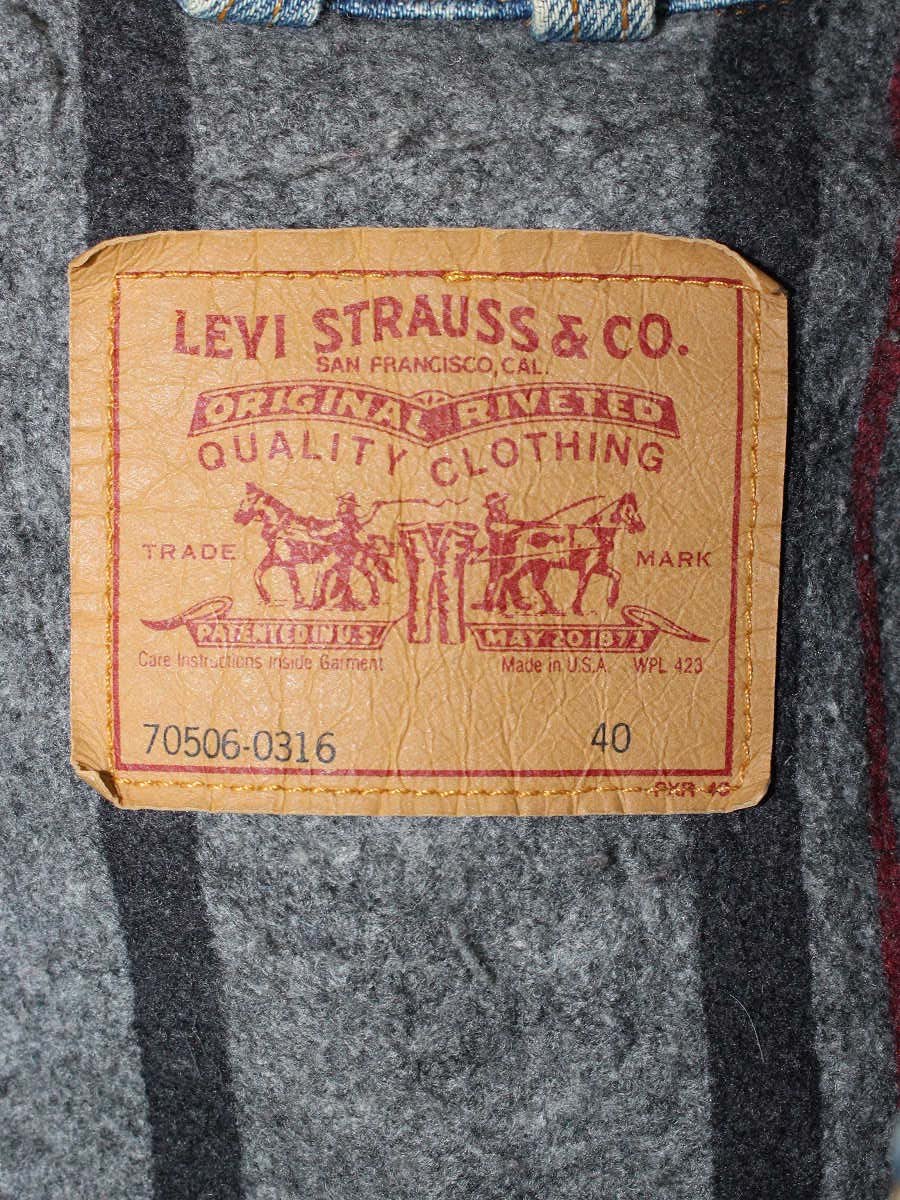 LEVI STRAUSS & CO.
SAN FRANCISCO, CAL.
ORIGINAL RIVETED
QUALITY CLOTHING
TRADE MARK
PATENTED IN U.S. MAY 20 1873
Care Instructions Inside Garment Made in U.S.A. WPL 423
70506-0316 40